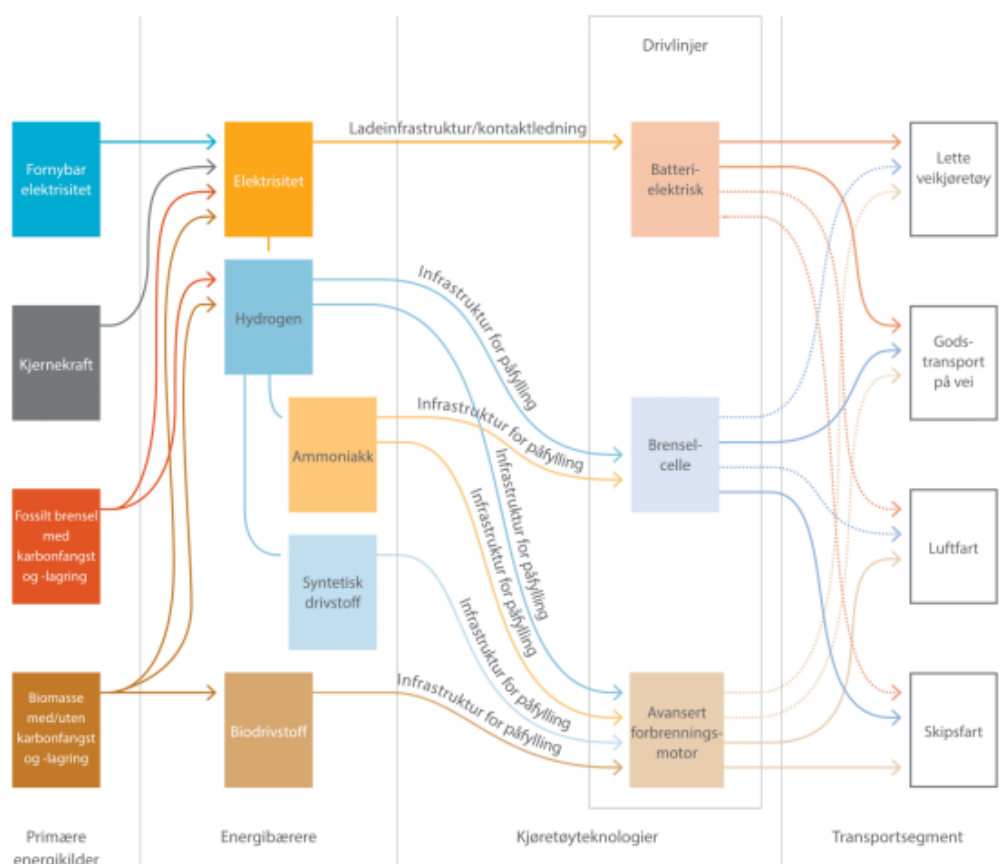 Drivlinjer
Ladeinfrastruktur/kontaktledning
Fornybar
elektrisitet
Elektrisitet
Batteri-
elektrisk
Lette
veikjøretøy
Kjernekraft
Hydrogen
Infrastruktur for påfylling
Gods-
transport
på vei
Infrastruktur for påfylling
Ammoniakk
Brensel-
celle
Infrastruktur for påfylling
Infrastruktur for påfylling
Fossilt brensel
med
karbonfangst
og -lagring
Syntetisk
drivstoff
Luftfart
Infrastruktur for påfylling
Biomasse
med/uten
karbonfangst
og -lagring
Biodrivstoff
Infrastruktur for påfylling
Avansert
forbrennings-
motor
Skipsfart
Primære
energikilder
Energibærere
Kjøretøyteknologier
Transportsegment